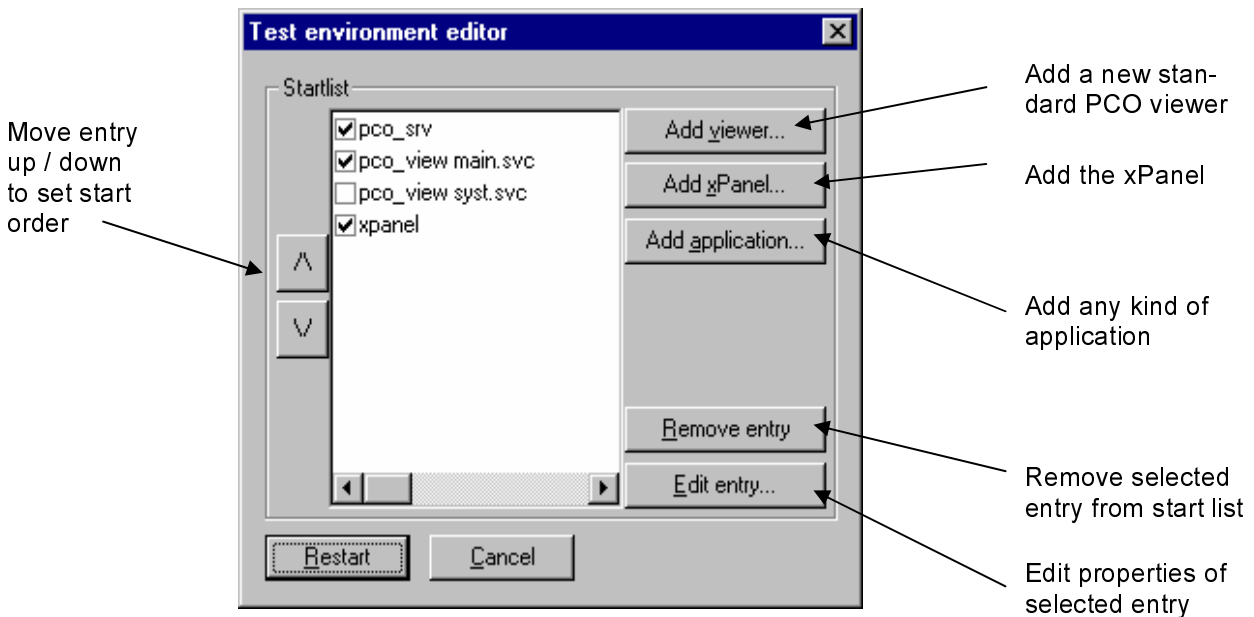 Test environment editor
Startlist
pco_srv
pco_view main.svc
pco_view syst.svc
xpanel
/\
\/
Add viewer...
Add xPanel...
Add application...
Remove entry
Edit entry...
Restart
Cancel
Move entry
up / down
to set start
order
Add a new stan-
dard PCO viewer
Add the xPanel
Add any kind of
application
Remove selected
entry from start list
Edit properties of
selected entry